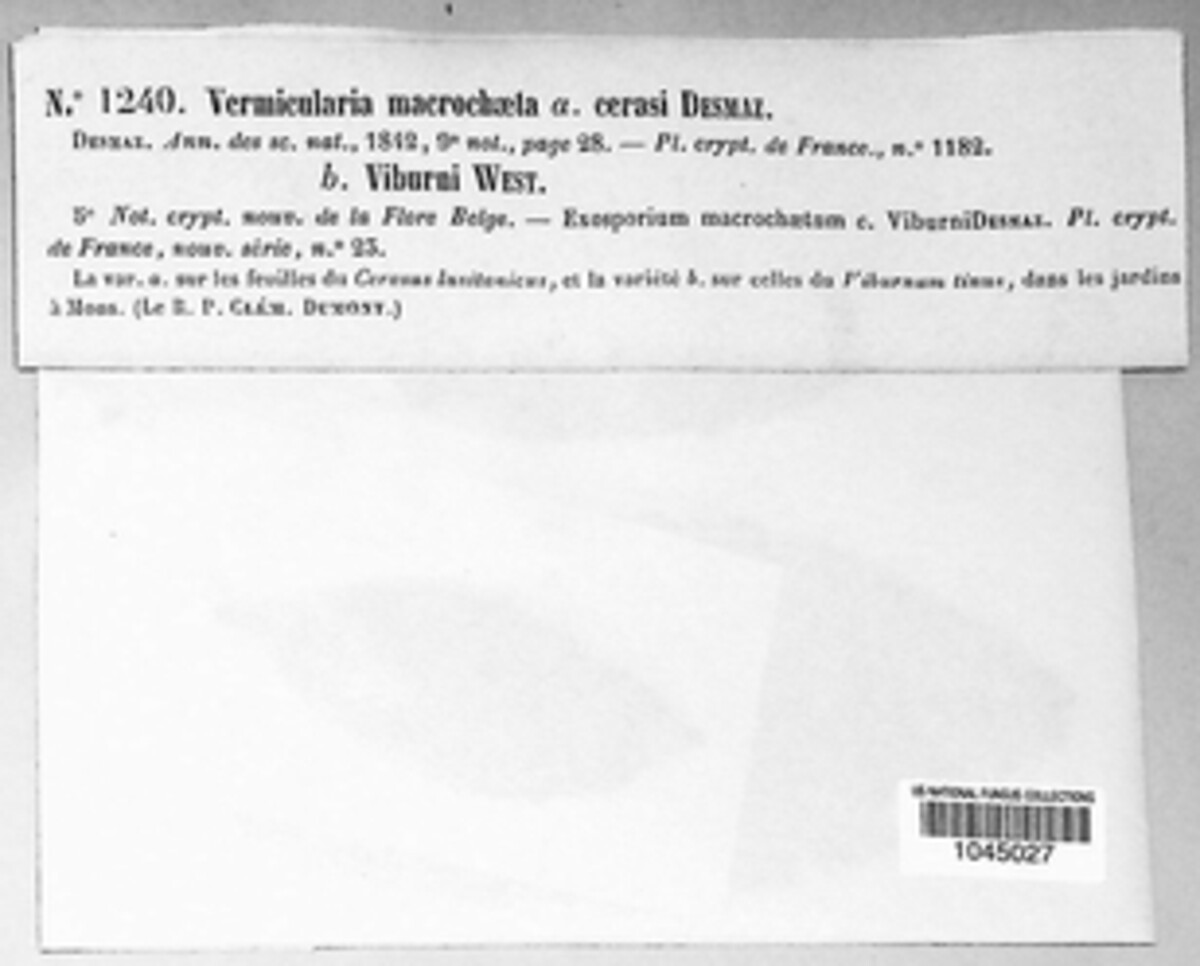 N.° 1240. Vermicularia macrochæta a. cerasi DESMAZ.
DESMAZ. Ann. des sc. nat., 1842, 9e not., page 28. — Pl. crypt. de France., n.° 1182.
b. Viburni WEST.
5e Not. crypt. nouv. de la Flore Belge. — Exosporium macrochætum c. Viburni DESMAZ. Pl. crypt.
de France, nouv. série, n.° 23.
La var. a. sur les feuilles du Cerasus lusitanicus, et la variété b. sur celles du Viburnum tinus, dans les jardins
à Mons. (Le R. P. CLÉM. DUMONT.)
US NATIONAL FUNGUS COLLECTIONS
1045027